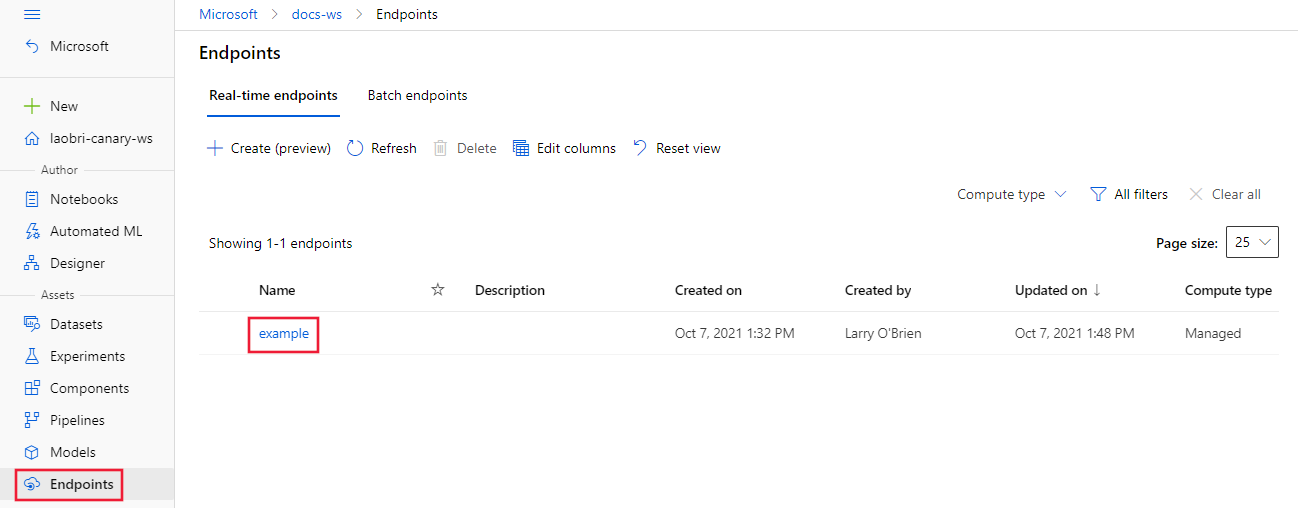 Microsoft > docs-ws > Endpoints
Microsoft
New
laobri-canary-ws
Author
Notebooks
Automated ML
Designer
Assets
Datasets
Experiments
Components
Pipelines
Models
Endpoints
Endpoints
Real-time endpoints Batch endpoints
Create (preview) Refresh Delete Edit columns Reset view
Compute type All filters Clear all
Showing 1-1 endpoints Page size: 25
Name Description Created on Created by Updated on Compute type
example Oct 7, 2021 1:32 PM Larry O'Brien Oct 7, 2021 1:48 PM Managed